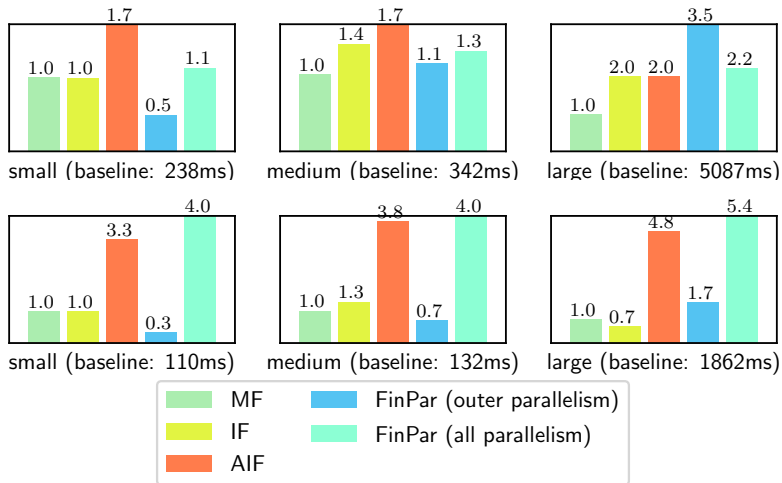 1.0 1.0 1.7 0.5 1.1
small (baseline: 238ms)
1.0 1.4 1.7 1.1 1.3
medium (baseline: 342ms)
1.0 2.0 2.0 3.5 2.2
large (baseline: 5087ms)
1.0 1.0 3.3 0.3 4.0
small (baseline: 110ms)
1.0 1.3 3.8 0.7 4.0
medium (baseline: 132ms)
1.0 0.7 4.8 1.7 5.4
large (baseline: 1862ms)
MF
IF
AIF
FinPar (outer parallelism)
FinPar (all parallelism)